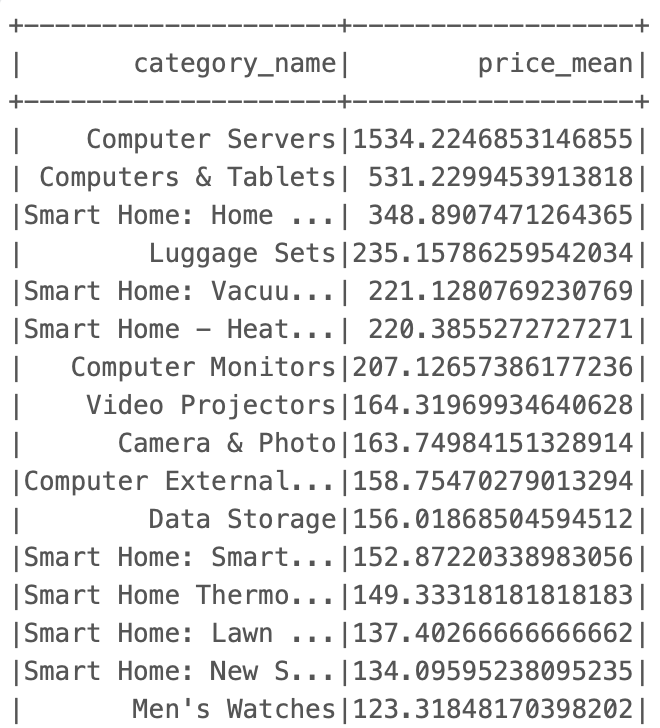 +--------------------+------------------+
|       category_name|        price_mean|
+--------------------+------------------+
|    Computer Servers|1534.2246853146855|
| Computers & Tablets| 531.2299453913818|
|Smart Home: Home ...| 348.8907471264365|
|        Luggage Sets|235.15786259542034|
|Smart Home: Vacuu...| 221.1280769230769|
|Smart Home - Heat...| 220.3855272727271|
|   Computer Monitors|207.12657386177236|
|    Video Projectors|164.31969934640628|
|      Camera & Photo|163.74984151328914|
|Computer External...|158.75470279013294|
|        Data Storage|156.01868504594512|
|Smart Home: Smart...|152.87220338983056|
|Smart Home Thermo...|149.33318181818183|
|Smart Home: Lawn ...|137.40266666666662|
|Smart Home: New S...|134.09595238095235|
|       Men's Watches|123.31848170398202|